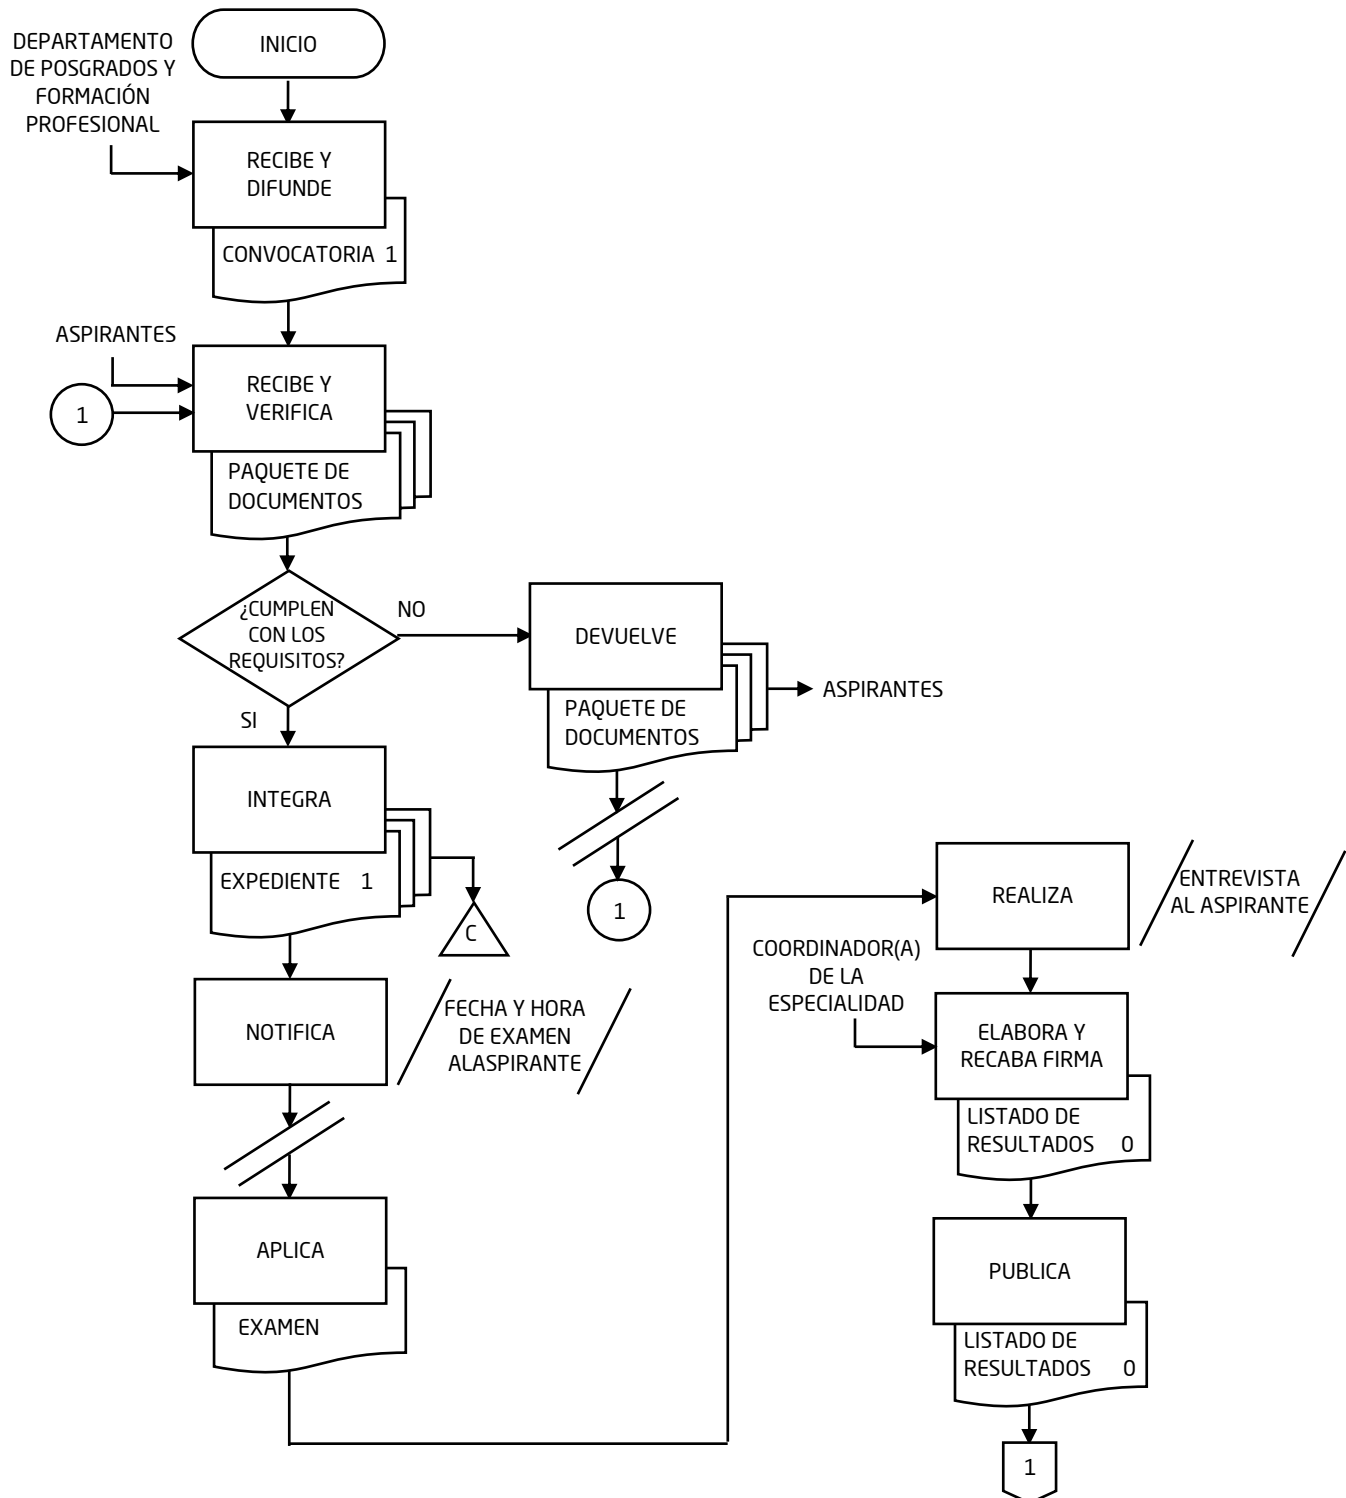 DEPARTAMENTO
DE POSGRADOS Y
FORMACIÓN
PROFESIONAL
INICIO
RECIBE Y
DIFUNDE
CONVOCATORIA 1
ASPIRANTES
1
RECIBE Y
VERIFICA
PAQUETE DE
DOCUMENTOS
¿CUMPLEN
CON LOS
REQUISITOS?
NO
DEVUELVE
PAQUETE DE
DOCUMENTOS
ASPIRANTES
1
SI
INTEGRA
EXPEDIENTE 1
C
NOTIFICA
FECHA Y HORA
DE EXAMEN
ALASPIRANTE
APLICA
EXAMEN
REALIZA
ENTREVISTA
AL ASPIRANTE
COORDINADOR(A)
DE LA
ESPECIALIDAD
ELABORA Y
RECABA FIRMA
LISTADO DE
RESULTADOS 0
PUBLICA
LISTADO DE
RESULTADOS 0
1